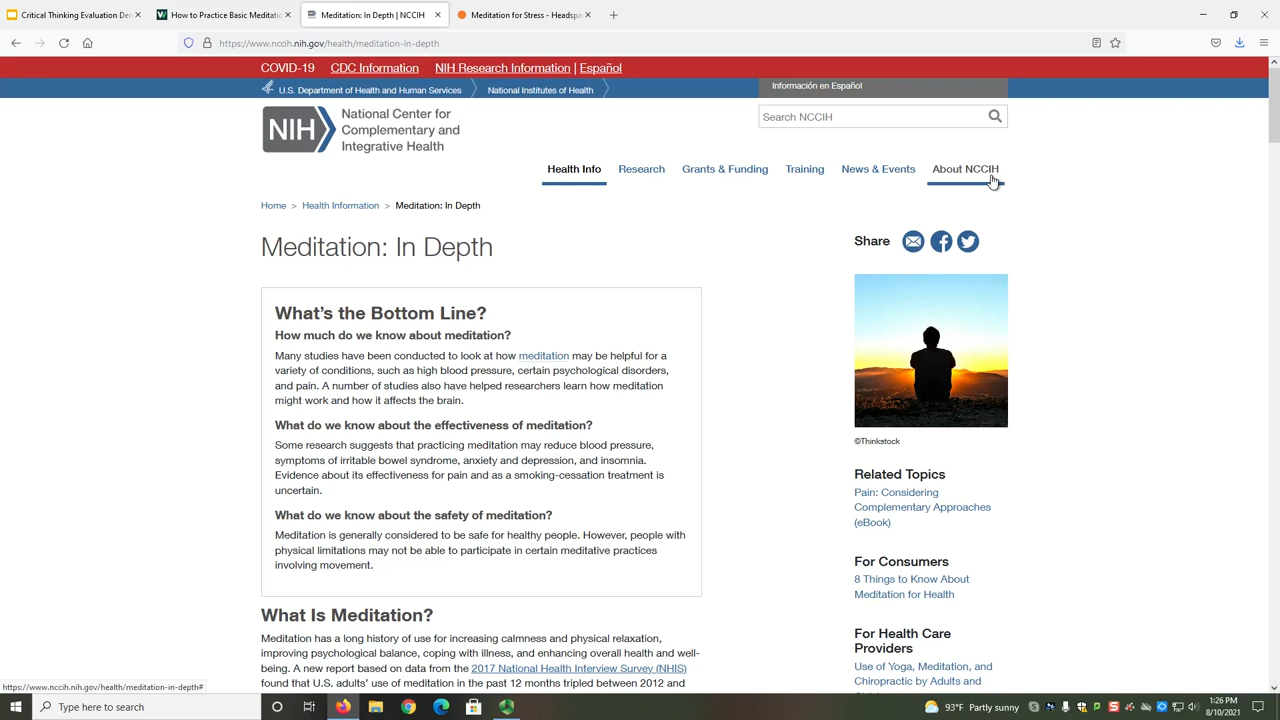 Critical Thinking Evaluation Der
How to Practice Basic Meditati
Meditation: In Depth | NCCIH
Meditation for Stress - Headspa
https://www.nccih.nih.gov/health/meditation-in-depth
COVID-19 CDC Information NIH Research Information | Español
U.S. Department of Health and Human Services National Institutes of Health
Información en Español
NIH
National Center for
Complementary and
Integrative Health
Search NCCIH
Health Info Research Grants & Funding Training News & Events About NCCIH
Home > Health Information > Meditation: In Depth
Meditation: In Depth
Share
What's the Bottom Line?
How much do we know about meditation?
Many studies have been conducted to look at how meditation may be helpful for a
variety of conditions, such as high blood pressure, certain psychological disorders,
and pain. A number of studies also have helped researchers learn how meditation
might work and how it affects the brain.
What do we know about the effectiveness of meditation?
Some research suggests that practicing meditation may reduce blood pressure,
symptoms of irritable bowel syndrome, anxiety and depression, and insomnia.
Evidence about its effectiveness for pain and as a smoking-cessation treatment is
uncertain.
What do we know about the safety of meditation?
Meditation is generally considered to be safe for healthy people. However, people with
physical limitations may not be able to participate in certain meditative practices
involving movement.
What Is Meditation?
Meditation has a long history of use for increasing calmness and physical relaxation,
improving psychological balance, coping with illness, and enhancing overall health and well-
being. A new report based on data from the 2017 National Health Interview Survey (NHIS)
found that U.S. adults' use of meditation in the past 12 months tripled between 2012 and
©Thinkstock
Related Topics
Pain: Considering
Complementary Approaches
(eBook)
For Consumers
8 Things to Know About
Meditation for Health
For Health Care
Providers
Use of Yoga, Meditation, and
Chiropractic by Adults and
https://www.nccih.nih.gov/health/meditation-in-depth#
Type here to search
93°F Partly sunny
1:26 PM
8/10/2021